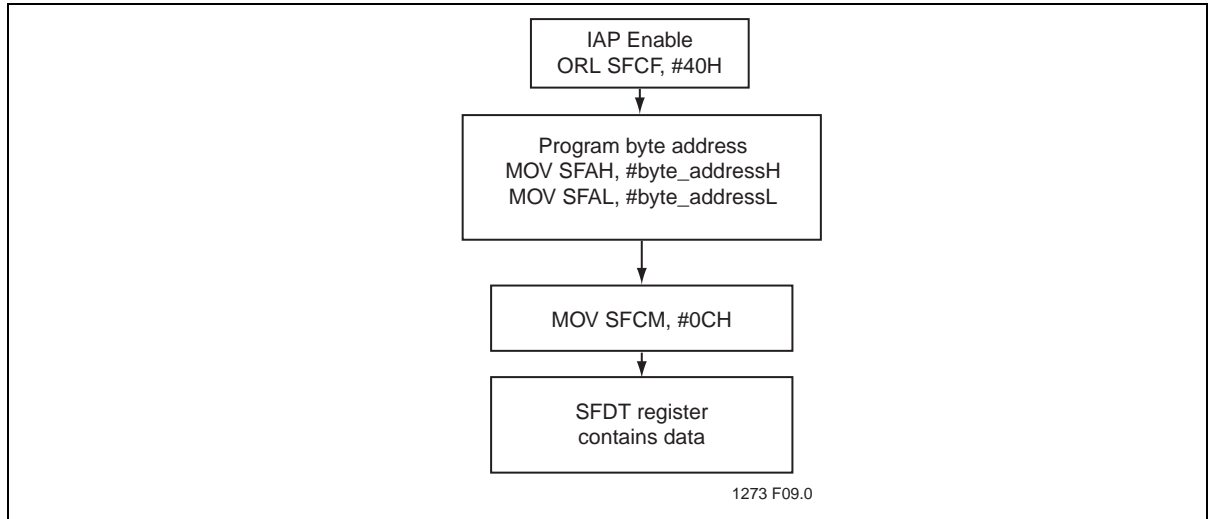 IAP Enable
ORL SFCF, #40H
Program byte address
MOV SFAH, #byte_addressH
MOV SFAL, #byte_addressL
MOV SFCM, #0CH
SFDT register
contains data
1273 F09.0